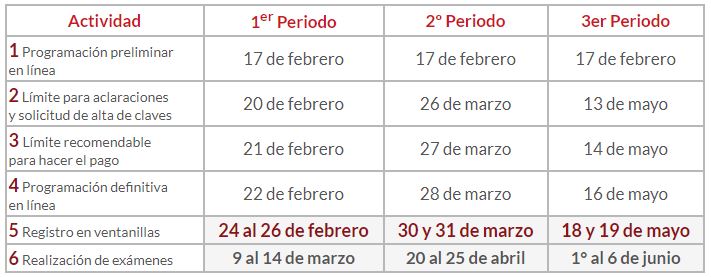 Actividad 1er Periodo 2º Periodo 3er Periodo
1 Programación preliminar
en línea 17 de febrero 17 de febrero 17 de febrero
2 Límite para aclaraciones
y solicitud de alta de claves 20 de febrero 26 de marzo 13 de mayo
3 Límite recomendable
para hacer el pago 21 de febrero 27 de marzo 14 de mayo
4 Programación definitiva
en línea 22 de febrero 28 de marzo 16 de mayo
5 Registro en ventanillas 24 al 26 de febrero 30 y 31 de marzo 18 y 19 de mayo
6 Realización de exámenes 9 al 14 de marzo 20 al 25 de abril 1º al 6 de junio